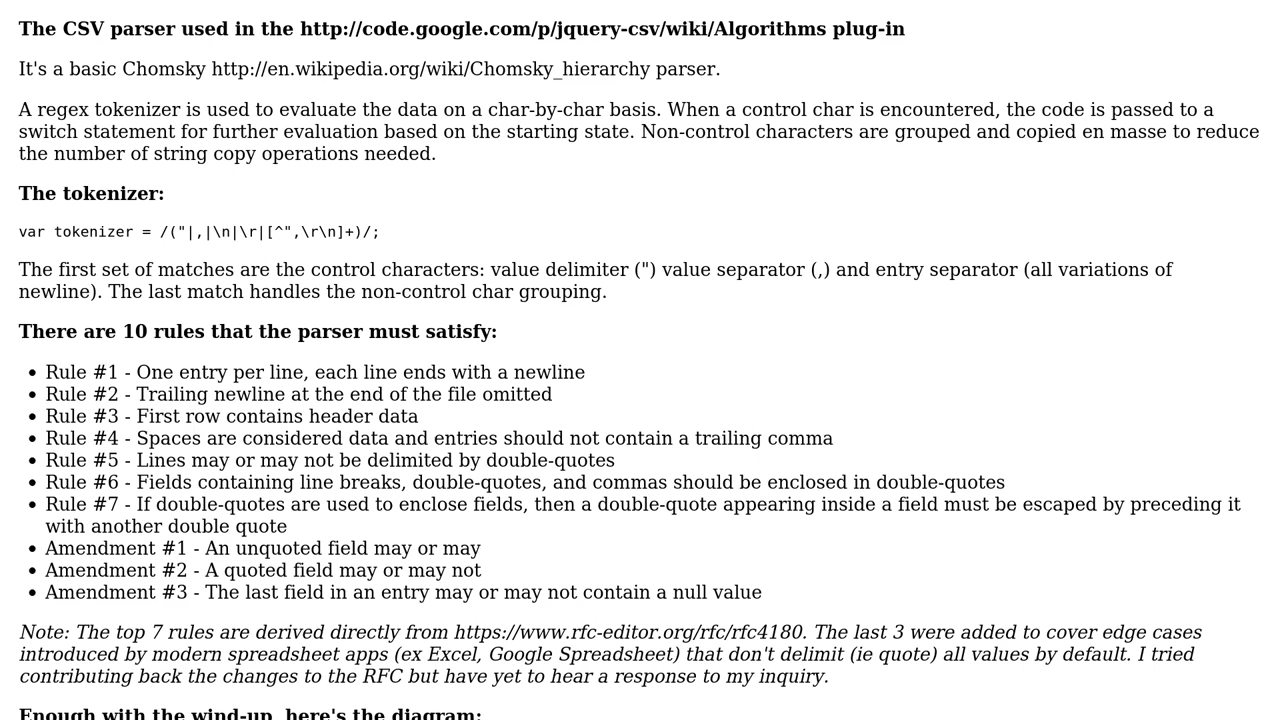 The CSV parser used in the http://code.google.com/p/jquery-csv/wiki/Algorithms plug-in
It's a basic Chomsky http://en.wikipedia.org/wiki/Chomsky_hierarchy parser.
A regex tokenizer is used to evaluate the data on a char-by-char basis. When a control char is encountered, the code is passed to a
switch statement for further evaluation based on the starting state. Non-control characters are grouped and copied en masse to reduce
the number of string copy operations needed.
The tokenizer:
var tokenizer = /("|,|\n|\r|[^",\r\n]+)/;
The first set of matches are the control characters: value delimiter (") value separator (,) and entry separator (all variations of
newline). The last match handles the non-control char grouping.
There are 10 rules that the parser must satisfy:
• Rule #1 - One entry per line, each line ends with a newline
• Rule #2 - Trailing newline at the end of the file omitted
• Rule #3 - First row contains header data
• Rule #4 - Spaces are considered data and entries should not contain a trailing comma
• Rule #5 - Lines may or may not be delimited by double-quotes
• Rule #6 - Fields containing line breaks, double-quotes, and commas should be enclosed in double-quotes
• Rule #7 - If double-quotes are used to enclose fields, then a double-quote appearing inside a field must be escaped by preceding it
with another double quote
• Amendment #1 - An unquoted field may or may
• Amendment #2 - A quoted field may or may not
• Amendment #3 - The last field in an entry may or may not contain a null value
Note: The top 7 rules are derived directly from https://www.rfc-editor.org/rfc/rfc4180. The last 3 were added to cover edge cases
introduced by modern spreadsheet apps (ex Excel, Google Spreadsheet) that don't delimit (ie quote) all values by default. I tried
contributing back the changes to the RFC but have yet to hear a response to my inquiry.
Enough with the wind-up, here's the diagram: